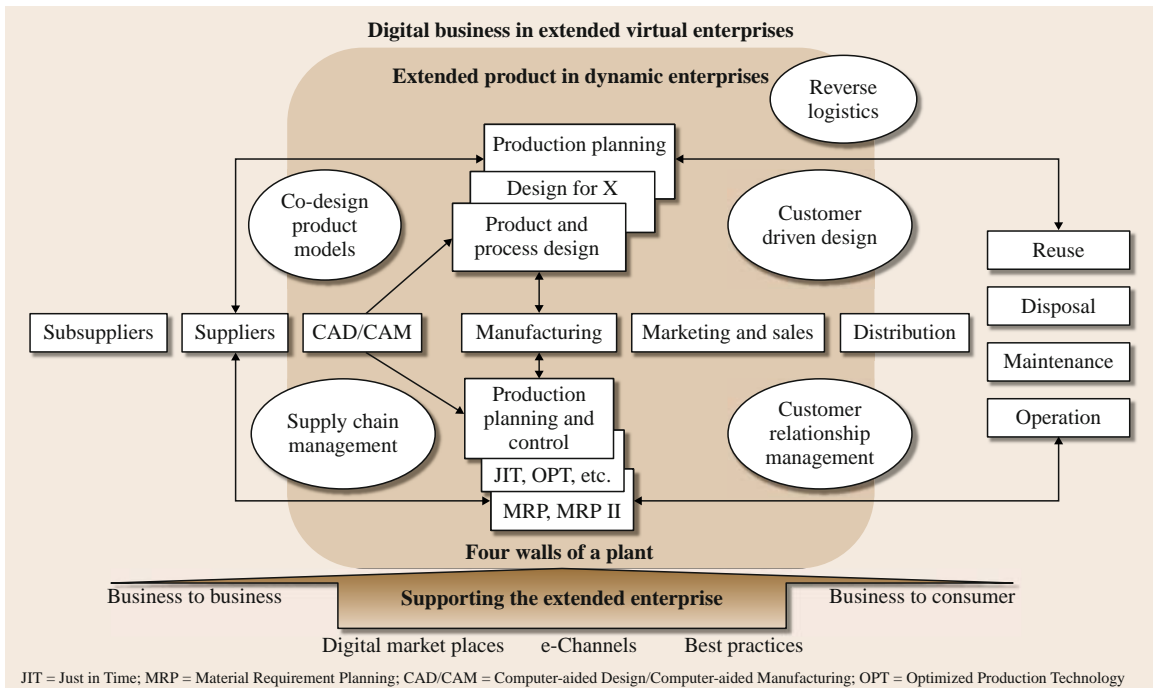 Digital business in extended virtual enterprises
Extended product in dynamic enterprises
Reverse
logistics
Production planning
Design for X
Product and
process design
Co-design
product
models
Customer
driven design
Reuse
Disposal
Maintenance
Operation
Subsuppliers
Suppliers
CAD/CAM
Manufacturing
Marketing and sales
Distribution
Supply chain
management
Production
planning and
control
JIT, OPT, etc.
MRP, MRP II
Customer
relationship
management
Four walls of a plant
Business to business
Supporting the extended enterprise
Business to consumer
Digital market places
e-Channels
Best practices
JIT = Just in Time; MRP = Material Requirement Planning; CAD/CAM = Computer-aided Design/Computer-aided Manufacturing; OPT = Optimized Production Technology